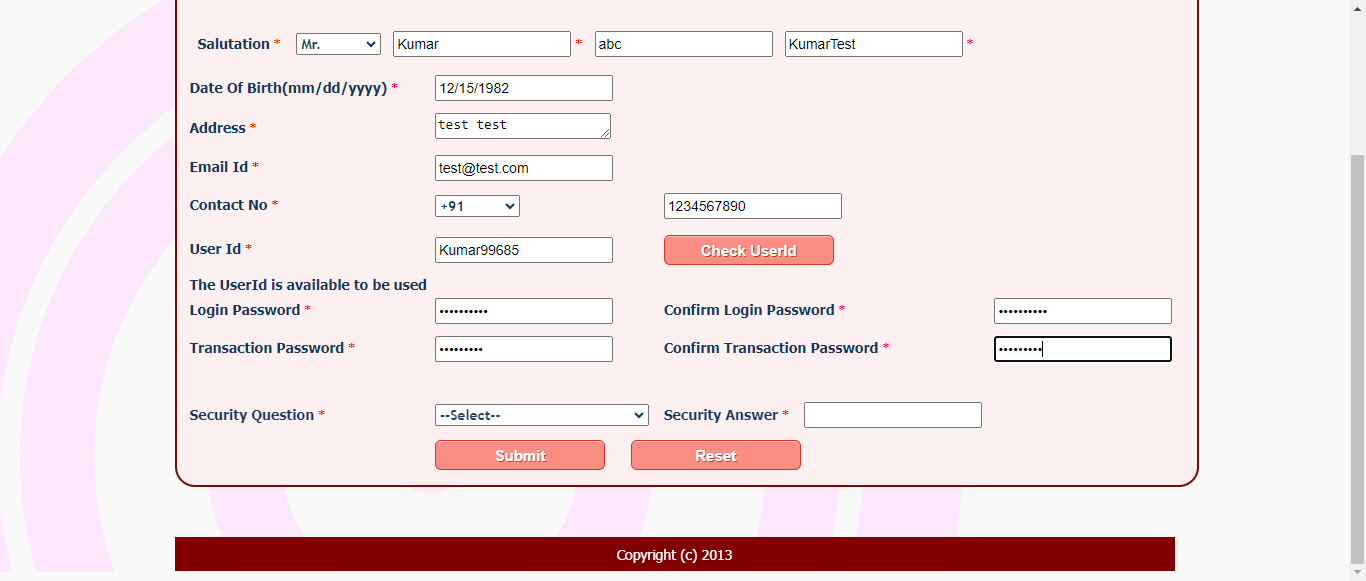 Salutation * Mr. Kumar * abc KumarTest *
Date Of Birth(mm/dd/yyyy) * 12/15/1982
Address * test test
Email Id * test@test.com
Contact No * +91 1234567890
User Id * Kumar99685 Check UserId
The UserId is available to be used
Login Password * •••••••••• Confirm Login Password * ••••••••••
Transaction Password * ••••••••• Confirm Transaction Password * •••••••••
Security Question * --Select-- Security Answer *
Submit Reset
Copyright (c) 2013